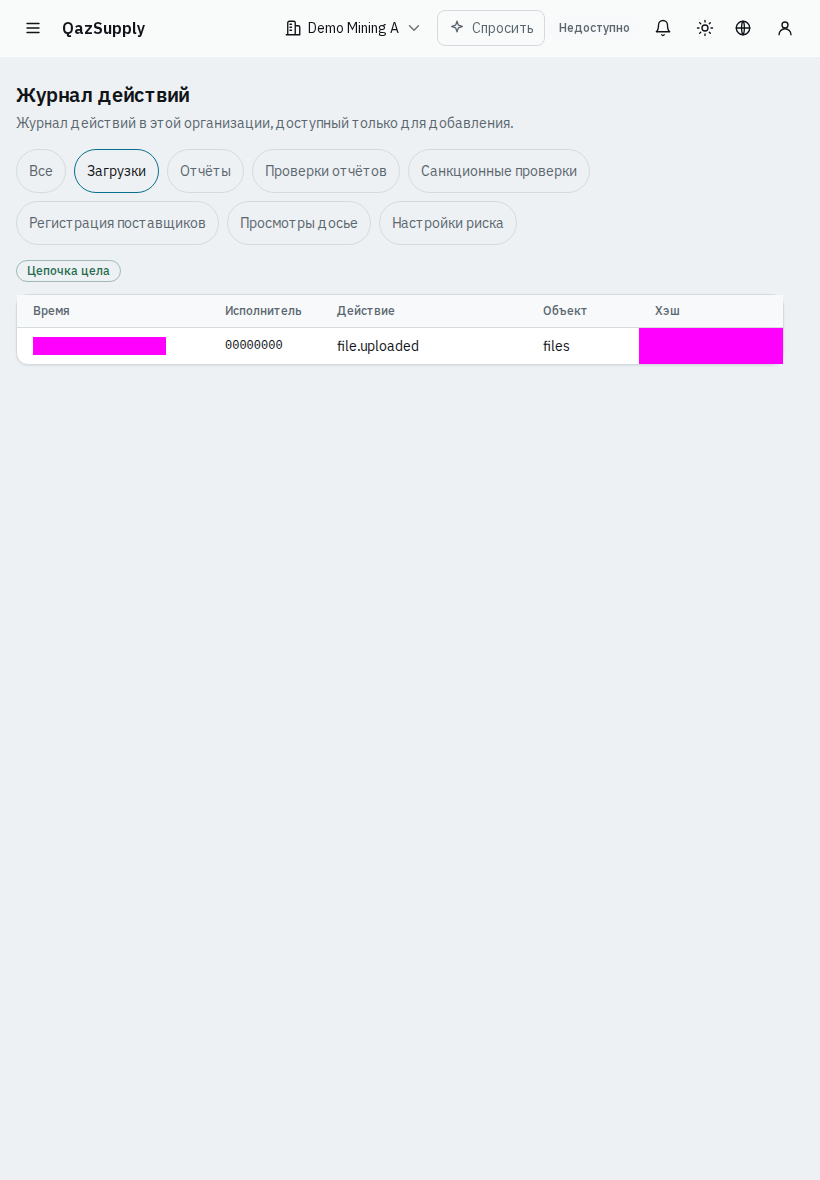 QazSupply Demo Mining A Спросить Недоступно
Журнал действий
Журнал действий в этой организации, доступный только для добавления.
Все Загрузки Отчёты Проверки отчётов Санкционные проверки
Регистрация поставщиков Просмотры досье Настройки риска
Цепочка цела
Время Исполнитель Действие Объект Хэш
00000000 file.uploaded files